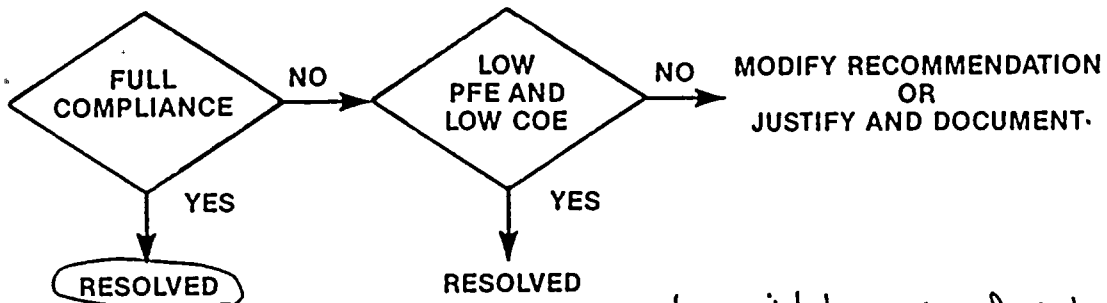 FULL
COMPLIANCE
NO
LOW
PFE AND
LOW COE
NO
MODIFY RECOMMENDATION
OR
JUSTIFY AND DOCUMENT.
YES
YES
RESOLVED
RESOLVED